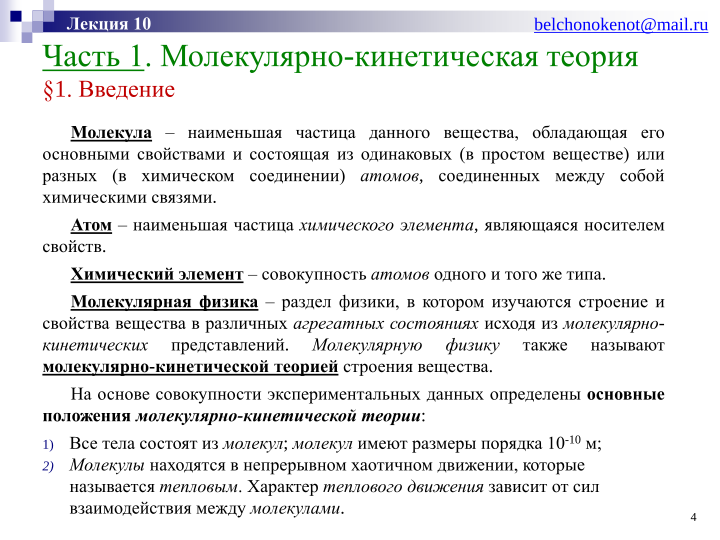 Лекция 10
belchonokenot@mail.ru
Часть 1. Молекулярно-кинетическая теория
§1. Введение
Молекула – наименьшая частица данного вещества, обладающая его
основными свойствами и состоящая из одинаковых (в простом веществе) или
разных (в химическом соединении) атомов, соединенных между собой
химическими связями.
Атом – наименьшая частица химического элемента, являющаяся носителем
свойств.
Химический элемент – совокупность атомов одного и того же типа.
Молекулярная физика – раздел физики, в котором изучаются строение и
свойства вещества в различных агрегатных состояниях исходя из молекулярно-
кинетических представлений. Молекулярную физику также называют
молекулярно-кинетической теорией строения вещества.
На основе совокупности экспериментальных данных определены основные
положения молекулярно-кинетической теории:
1) Все тела состоят из молекул; молекул имеют размеры порядка 10⁻¹⁰ м;
2) Молекулы находятся в непрерывном хаотичном движении, которые
называется тепловым. Характер теплового движения зависит от сил
взаимодействия между молекулами.
4